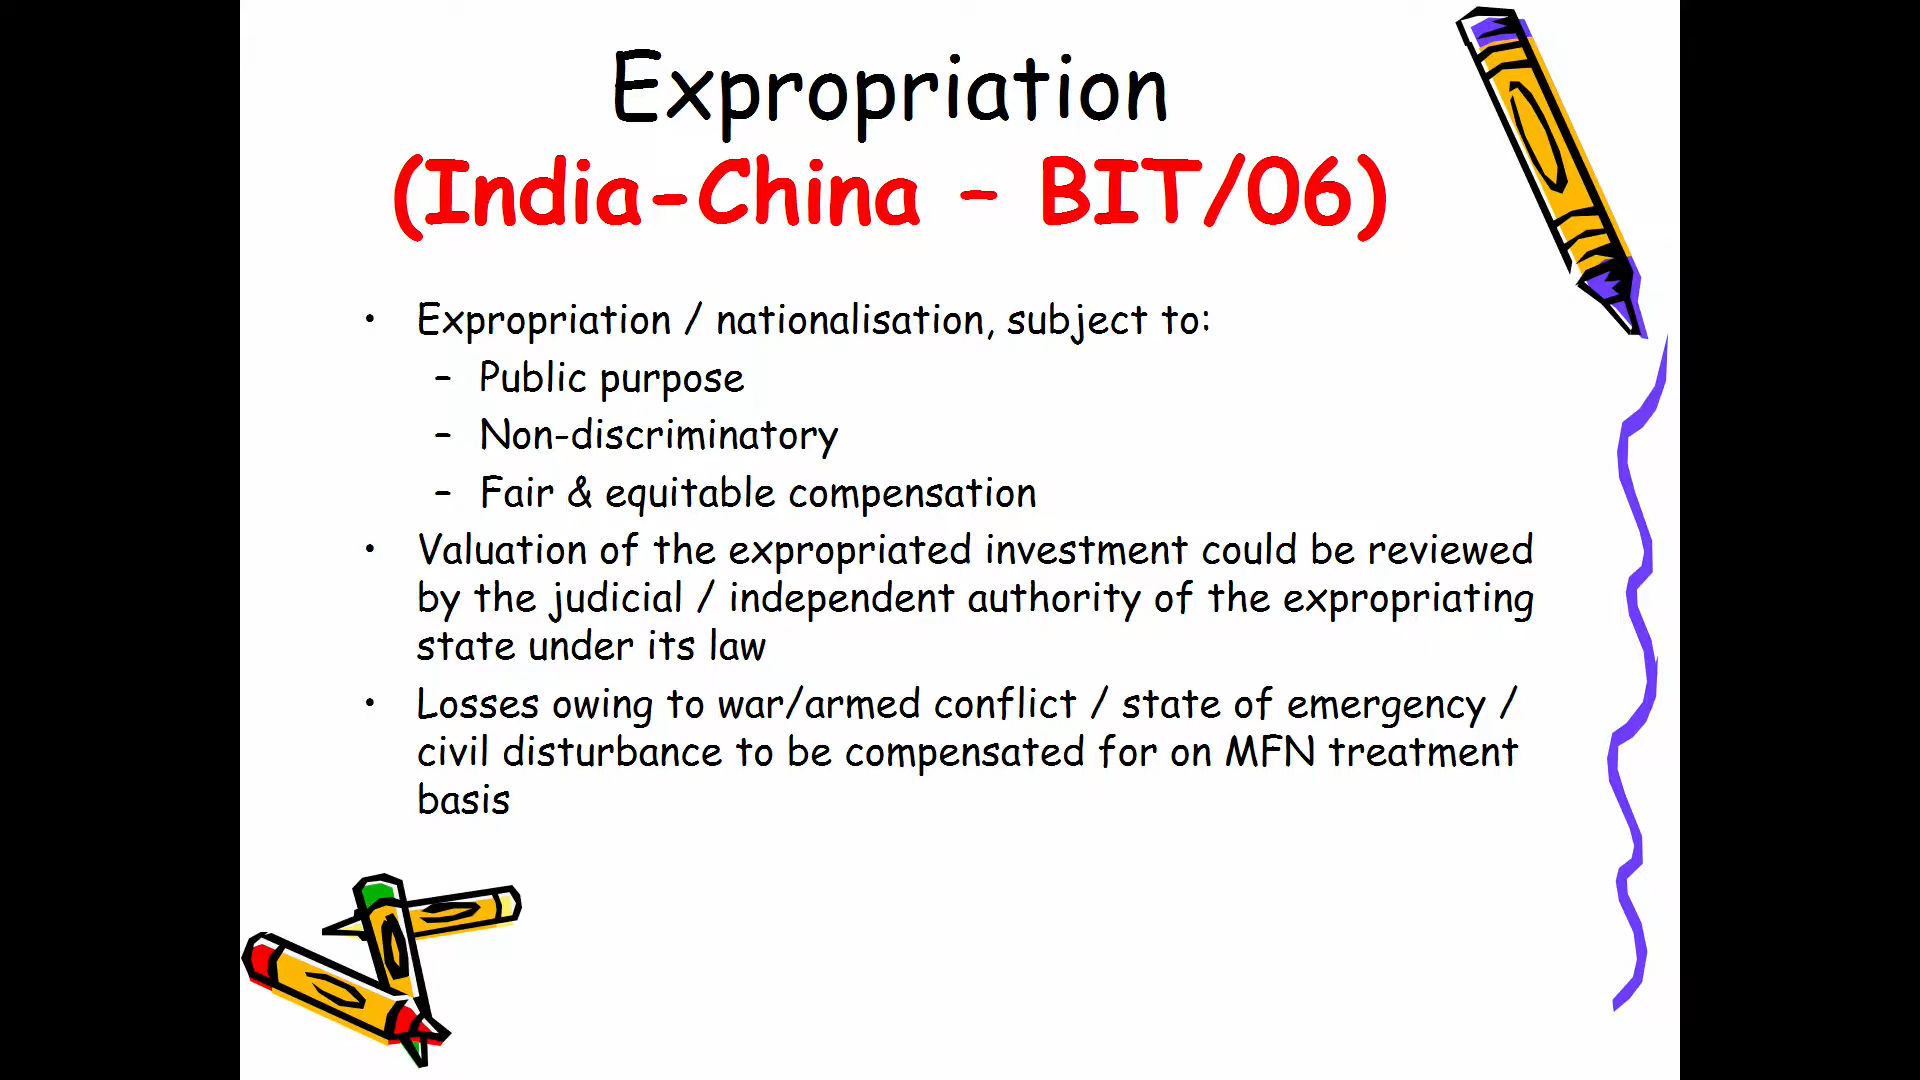 Expropriation
(India-China – BIT/06)
• Expropriation / nationalisation, subject to:
– Public purpose
– Non-discriminatory
– Fair & equitable compensation
• Valuation of the expropriated investment could be reviewed
by the judicial / independent authority of the expropriating
state under its law
• Losses owing to war/armed conflict / state of emergency /
civil disturbance to be compensated for on MFN treatment
basis